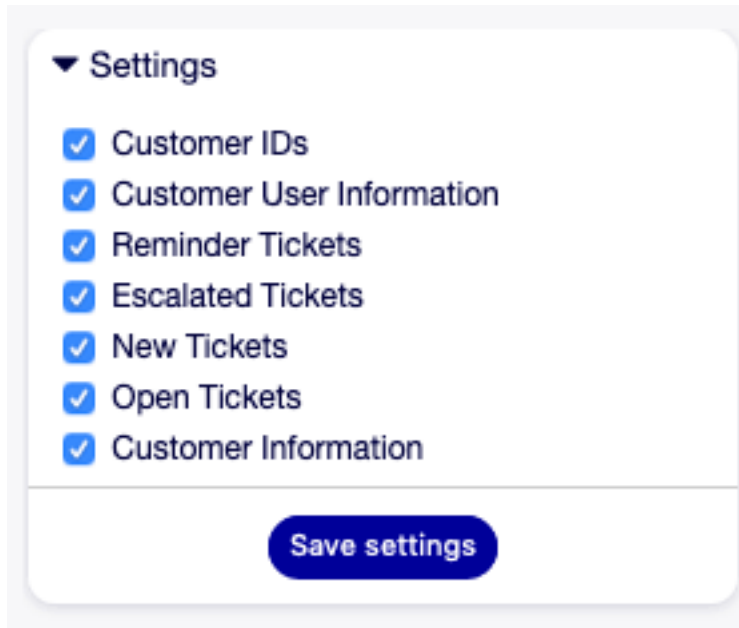 Settings
Customer IDs
Customer User Information
Reminder Tickets
Escalated Tickets
New Tickets
Open Tickets
Customer Information
Save settings